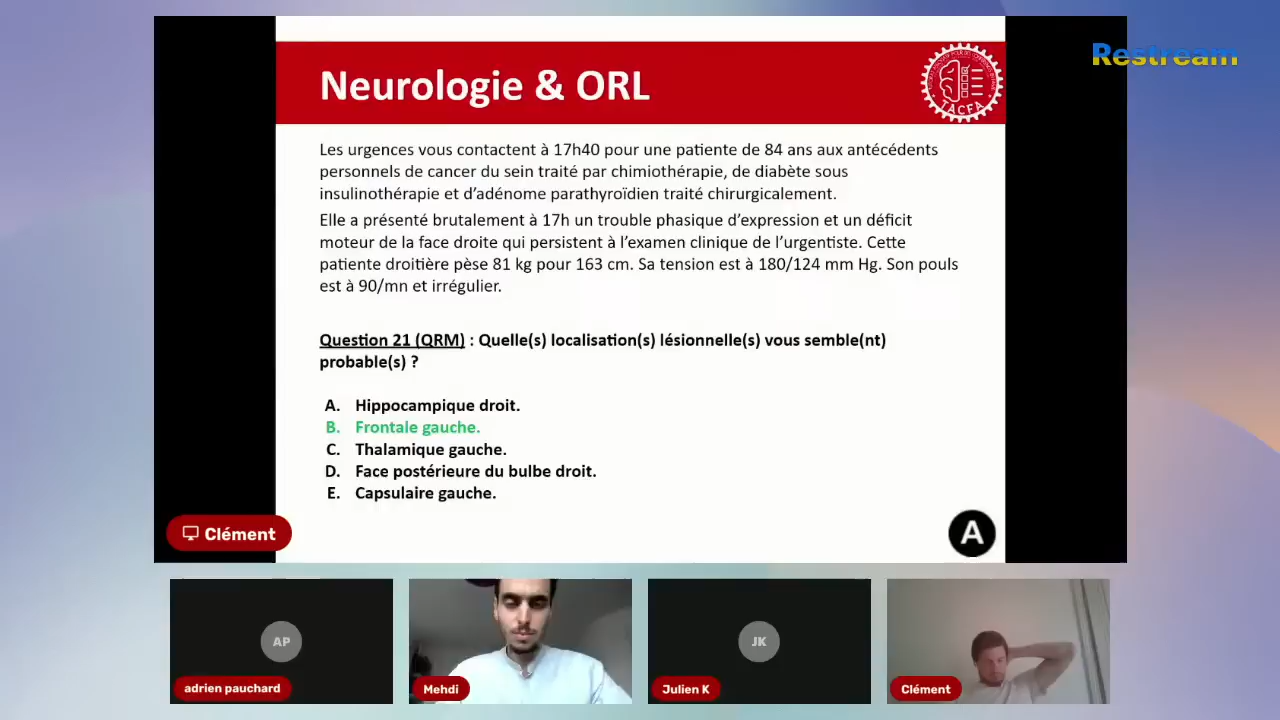 Restream
Neurologie & ORL
TACFA
Les urgences vous contactent à 17h40 pour une patiente de 84 ans aux antécédents
personnels de cancer du sein traité par chimiothérapie, de diabète sous
insulinothérapie et d’adénome parathyroïdien traité chirurgicalement.
Elle a présenté brutalement à 17h un trouble phasique d’expression et un déficit
moteur de la face droite qui persistent à l’examen clinique de l’urgentiste. Cette
patiente droitière pèse 81 kg pour 163 cm. Sa tension est à 180/124 mm Hg. Son pouls
est à 90/mn et irrégulier.
Question 21 (QRM) : Quelle(s) localisation(s) lésionnelle(s) vous semble(nt)
probable(s) ?
A. Hippocampique droit.
B. Frontale gauche.
C. Thalamique gauche.
D. Face postérieure du bulbe droit.
E. Capsulaire gauche.
Clément
A
AP
JK
adrien pauchard
Mehdi
Julien K
Clément